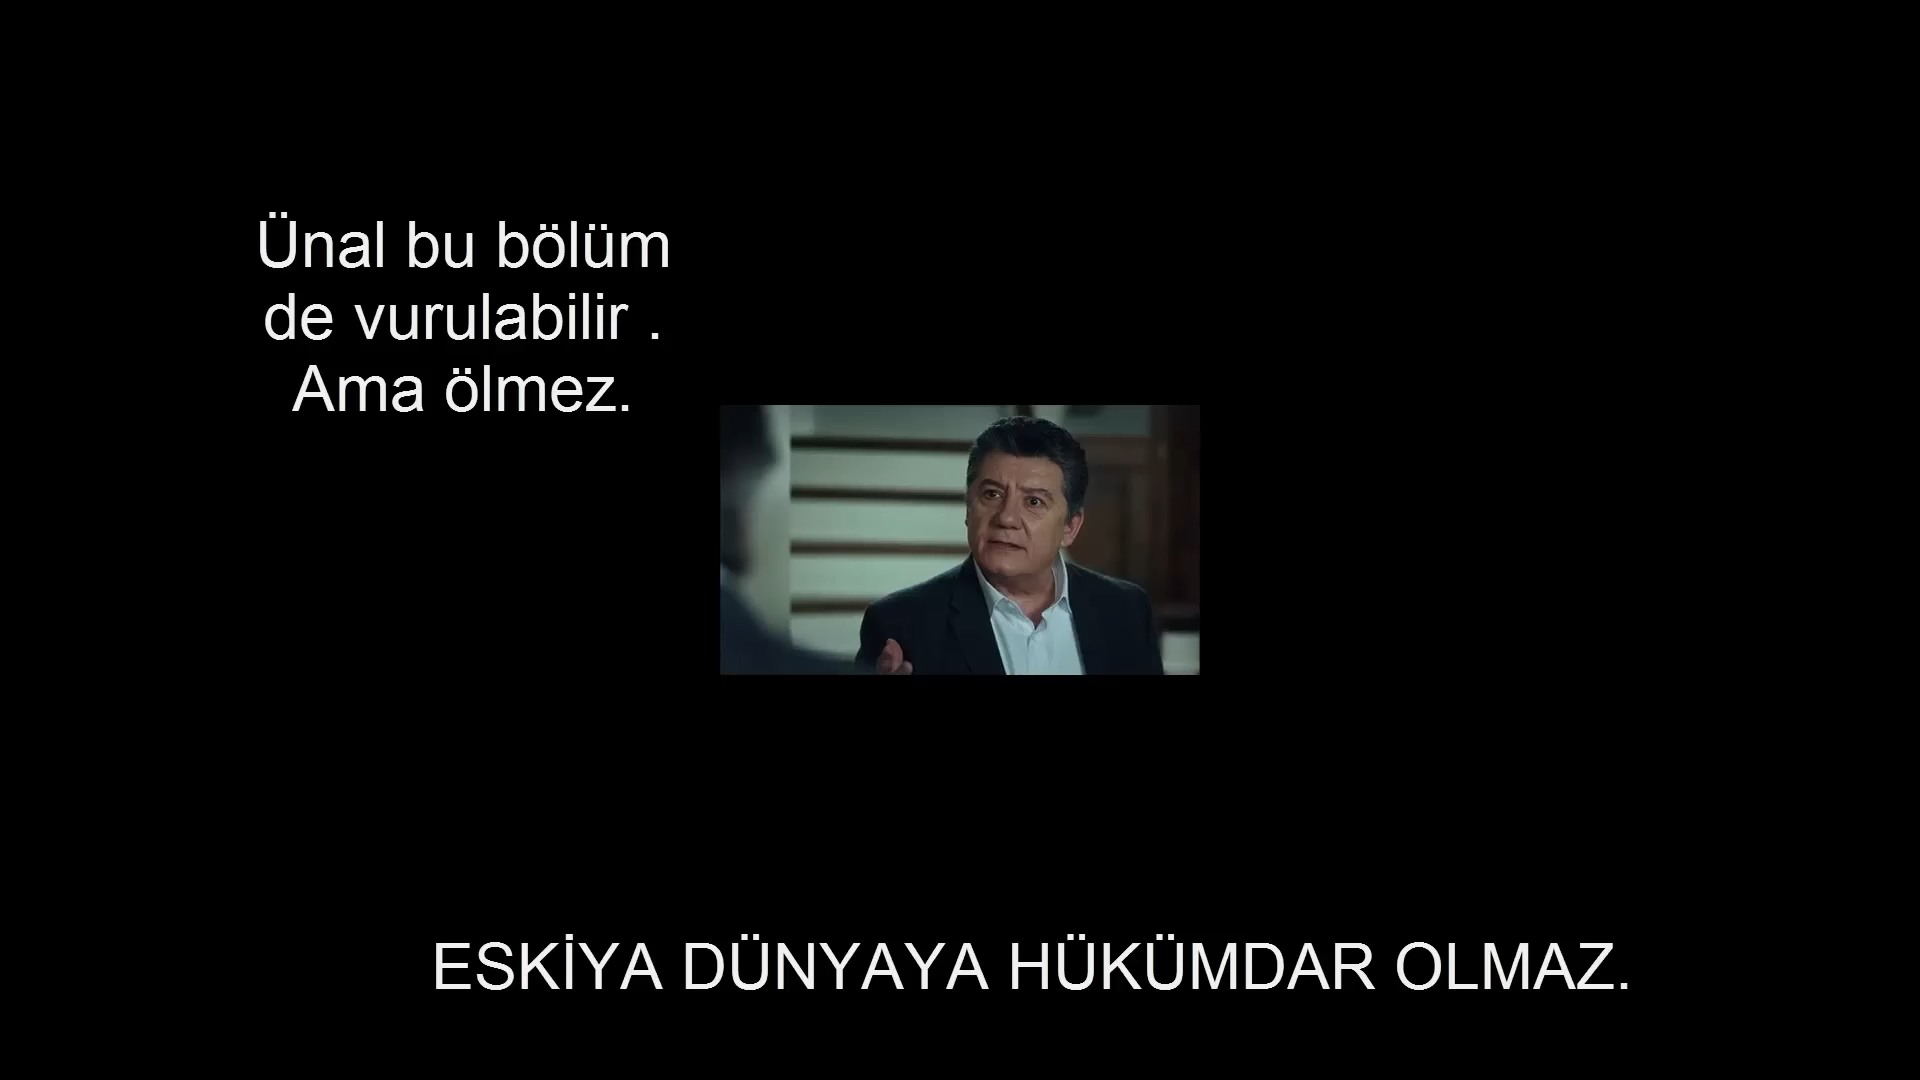 Ünal bu bölüm
de vurulabilir .
Ama ölmez.
ESKİYA DÜNYAYA HÜKÜMDAR OLMAZ.